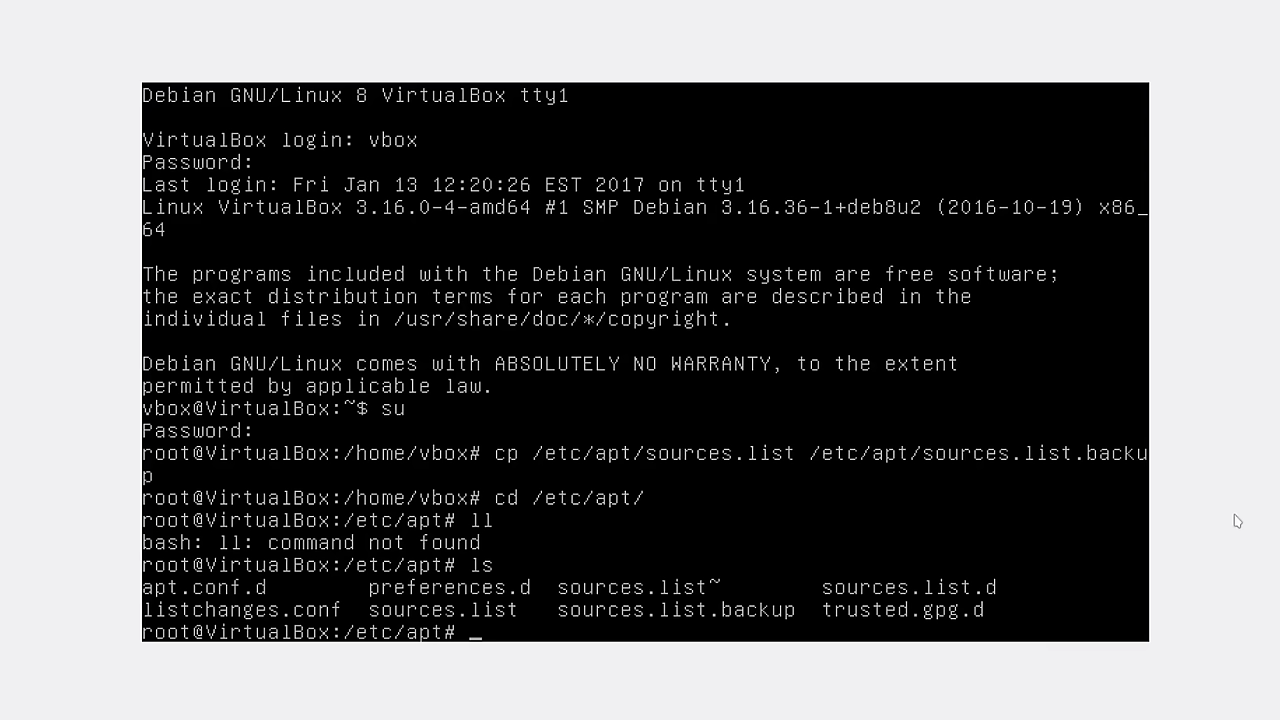 Debian GNU/Linux 8 VirtualBox tty1
VirtualBox login: vbox
Password:
Last login: Fri Jan 13 12:20:26 EST 2017 on tty1
Linux VirtualBox 3.16.0-4-amd64 #1 SMP Debian 3.16.36-1+deb8u2 (2016-10-19) x86_
64
The programs included with the Debian GNU/Linux system are free software;
the exact distribution terms for each program are described in the
individual files in /usr/share/doc/*/copyright.
Debian GNU/Linux comes with ABSOLUTELY NO WARRANTY, to the extent
permitted by applicable law.
vbox@VirtualBox:~$ su
Password:
root@VirtualBox:/home/vbox# cp /etc/apt/sources.list /etc/apt/sources.list.backu
p
root@VirtualBox:/home/vbox# cd /etc/apt/
root@VirtualBox:/etc/apt# ll
bash: ll: command not found
root@VirtualBox:/etc/apt# ls
apt.conf.d        preferences.d  sources.list~        sources.list.d
listchanges.conf  sources.list   sources.list.backup  trusted.gpg.d
root@VirtualBox:/etc/apt# _